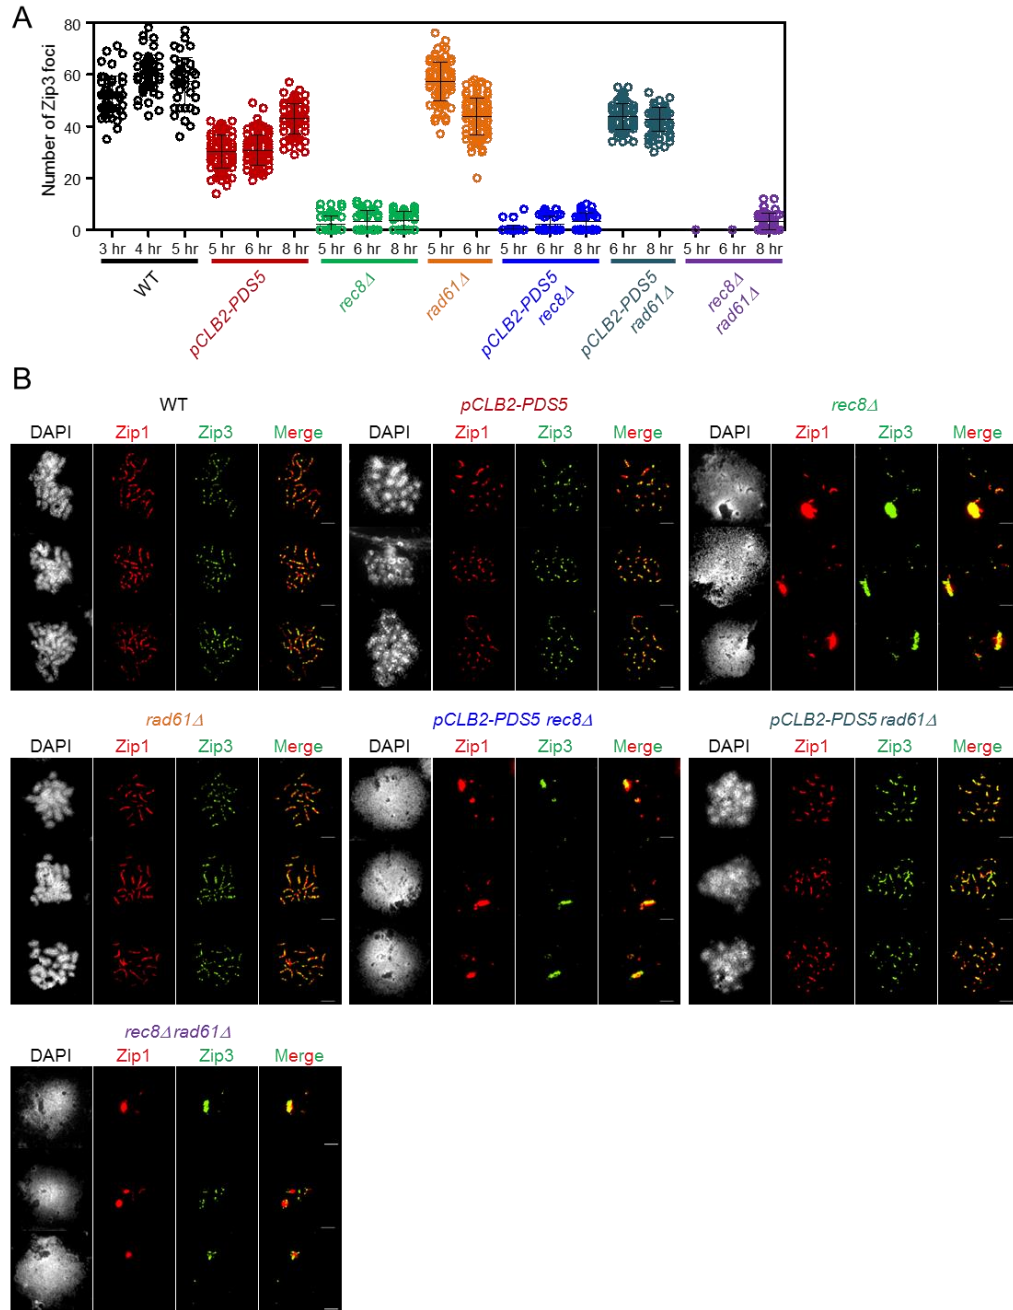 A
Number of Zip3 foci
80
60
40
20
0
3 hr 4 hr 5 hr 5 hr 6 hr 8 hr 5 hr 6 hr 8 hr 5 hr 6 hr 5 hr 6 hr 8 hr 6 hr 8 hr 5 hr 6 hr 8 hr
WT
pCLB2-PDS5
rec8Δ
rad61Δ
pCLB2-PDS5
rec8Δ
pCLB2-PDS5
rad61Δ
rec8Δ
rad61Δ
B
WT
DAPI Zip1 Zip3 Merge
pCLB2-PDS5
DAPI Zip1 Zip3 Merge
rec8Δ
DAPI Zip1 Zip3 Merge
rad61Δ
DAPI Zip1 Zip3 Merge
pCLB2-PDS5 rec8Δ
DAPI Zip1 Zip3 Merge
pCLB2-PDS5 rad61Δ
DAPI Zip1 Zip3 Merge
rec8Δ rad61Δ
DAPI Zip1 Zip3 Merge